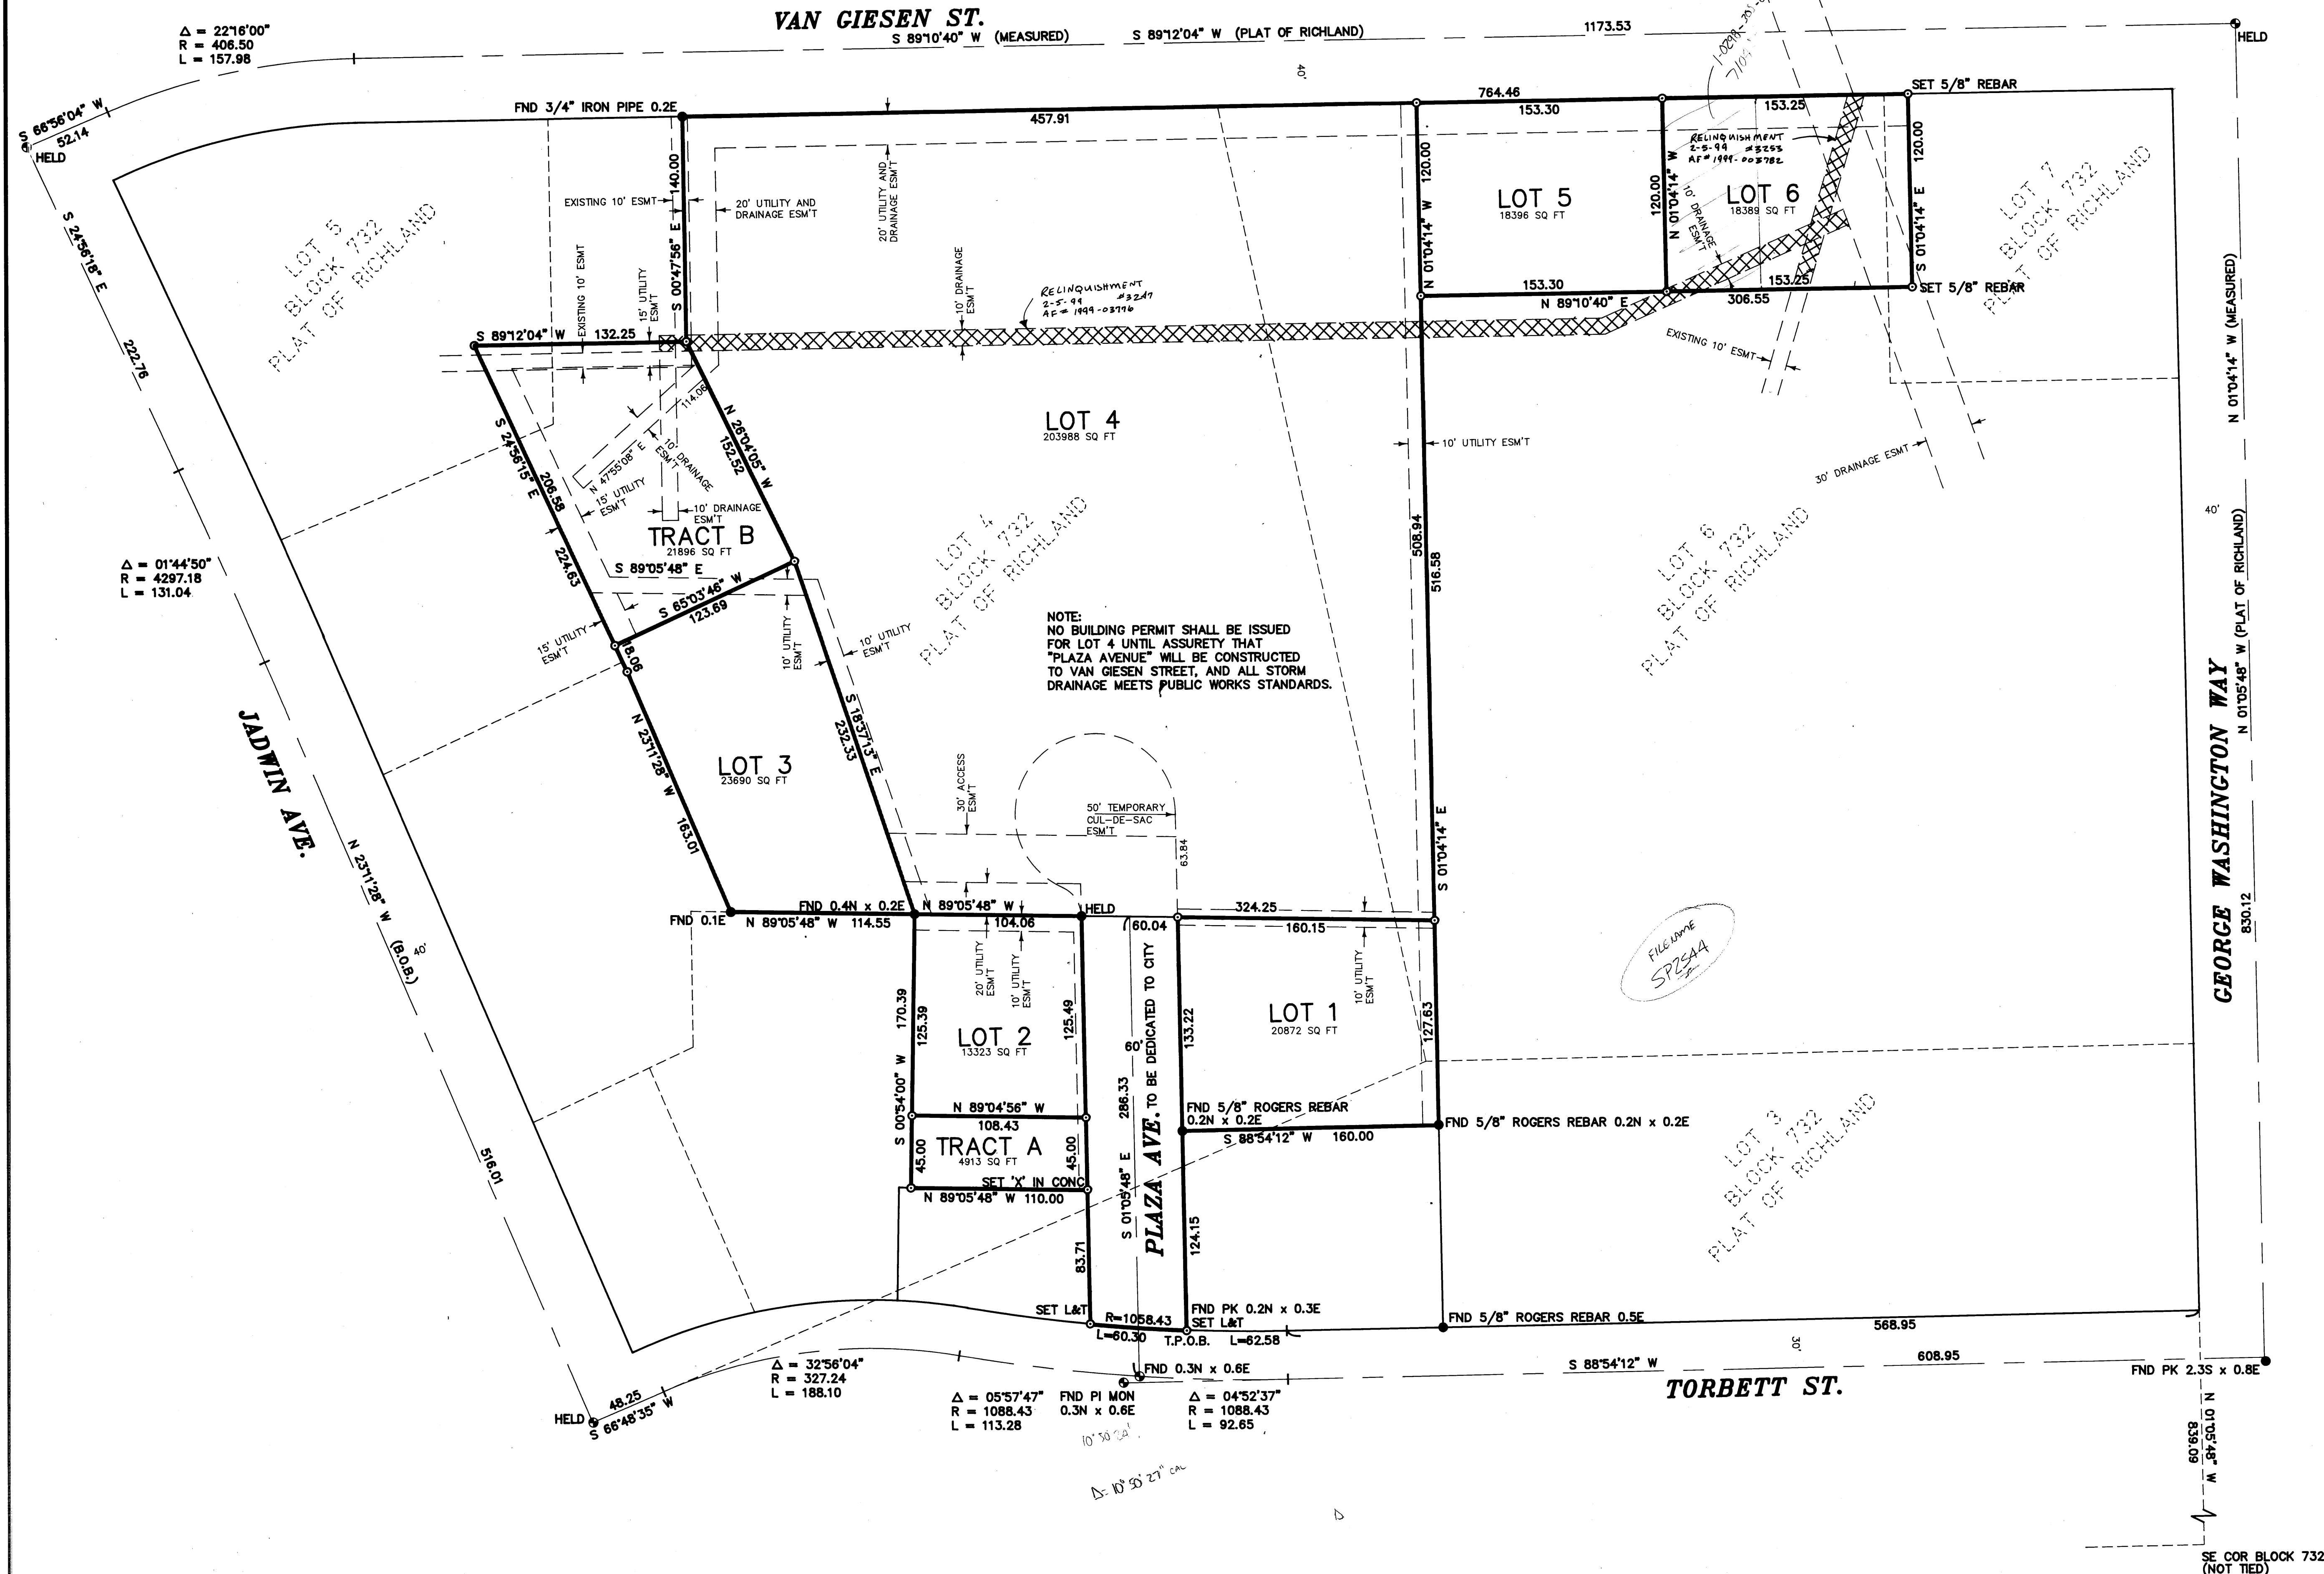 VAN GIESEN ST.
S 89°10'40" W (MEASURED)
S 89°12'04" W (PLAT OF RICHLAND)
1173.53
HELD
Δ = 22°16'00"
R = 406.50
L = 157.98
S 66°56'04" W
52.14
HELD
40'
FND 3/4" IRON PIPE 0.2E
457.91
764.46
153.30
153.25
SET 5/8" REBAR
RELINQUISHMENT
2-5-99 #3253
AF# 1999-003782
120.00
N 01°04'14" W
LOT 5
18396 SQ FT
120.00
N 01°04'14" W
LOT 6
18389 SQ FT
10' DRAINAGE
ESM'T
120.00
S 01°04'14" E
LOT 7
BLOCK 732
PLAT OF RICHLAND
SET 5/8" REBAR
153.30
N 89°10'40" E
153.25
306.55
EXISTING 10' ESMT
30' DRAINAGE ESMT
LOT 5
BLOCK 732
PLAT OF RICHLAND
EXISTING 10' ESMT
140.00
S 00°47'56" E
20' UTILITY AND
DRAINAGE ESM'T
20' UTILITY AND
DRAINAGE ESM'T
EXISTING 10' ESMT
15' UTILITY
ESM'T
10' DRAINAGE
ESM'T
RELINQUISHMENT
2-5-99 #3247
AF# 1999-03776
S 89°12'04" W
132.25
S 24°56'18" E
222.76
S 24°56'15" E
206.58
224.63
N 47°55'08" E
114.06
10' DRAINAGE
ESM'T
15' UTILITY
ESM'T
10' DRAINAGE
ESM'T
N 26°04'05" W
152.52
TRACT B
21896 SQ FT
S 89°05'48" E
S 65°03'46" W
123.69
LOT 4
203988 SQ FT
LOT 4
BLOCK 732
PLAT OF RICHLAND
10' UTILITY ESM'T
508.94
516.58
S 01°04'14" E
LOT 6
BLOCK 732
PLAT OF RICHLAND
N 01°04'14" W (MEASURED)
40'
N 01°05'48" W (PLAT OF RICHLAND)
GEORGE WASHINGTON WAY
830.12
Δ = 01°44'50"
R = 4297.18
L = 131.04
NOTE:
NO BUILDING PERMIT SHALL BE ISSUED
FOR LOT 4 UNTIL ASSURETY THAT
"PLAZA AVENUE" WILL BE CONSTRUCTED
TO VAN GIESEN STREET, AND ALL STORM
DRAINAGE MEETS PUBLIC WORKS STANDARDS.
15' UTILITY
ESM'T
18.06
10' UTILITY
ESM'T
10' UTILITY
ESM'T
S 18°37'13" E
232.33
JADWIN AVE.
N 23°11'28" W
163.01
LOT 3
23690 SQ FT
30' ACCESS
ESM'T
50' TEMPORARY
CUL-DE-SAC
ESM'T
63.84
N 23°11'28" W (B.O.B.)
40'
516.01
FND 0.1E
FND 0.4N x 0.2E
N 89°05'48" W 114.55
N 89°05'48" W
104.06
HELD
60.04
324.25
160.15
FILENAME
SP2544
20' UTILITY
ESM'T
10' UTILITY
ESM'T
10' UTILITY
ESM'T
170.39
125.39
S 00°54'00" W
125.49
LOT 2
13323 SQ FT
60'
286.33
S 01°05'48" E
PLAZA AVE. TO BE DEDICATED TO CITY
133.22
LOT 1
20872 SQ FT
127.63
N 89°04'56" W
108.43
TRACT A
4913 SQ FT
45.00
45.00
SET 'X' IN CONC
N 89°05'48" W 110.00
FND 5/8" ROGERS REBAR
0.2N x 0.2E
S 88°54'12" W 160.00
FND 5/8" ROGERS REBAR 0.2N x 0.2E
LOT 3
BLOCK 732
PLAT OF RICHLAND
83.71
124.15
SET L&T
R=1058.43
L=60.30
FND PK 0.2N x 0.3E
SET L&T
T.P.O.B.
L=62.58
FND 5/8" ROGERS REBAR 0.5E
568.95
30'
S 88°54'12" W
608.95
TORBETT ST.
FND PK 2.3S x 0.8E
FND 0.3N x 0.6E
Δ = 32°56'04"
R = 327.24
L = 188.10
Δ = 05°57'47"
R = 1088.43
L = 113.28
FND PI MON
0.3N x 0.6E
Δ = 04°52'37"
R = 1088.43
L = 92.65
HELD
48.25
S 66°48'35" W
10°50'24"
Δ= 10°50'27" CAL
Δ
N 01°05'48" W
839.09
SE COR BLOCK 732
(NOT TIED)